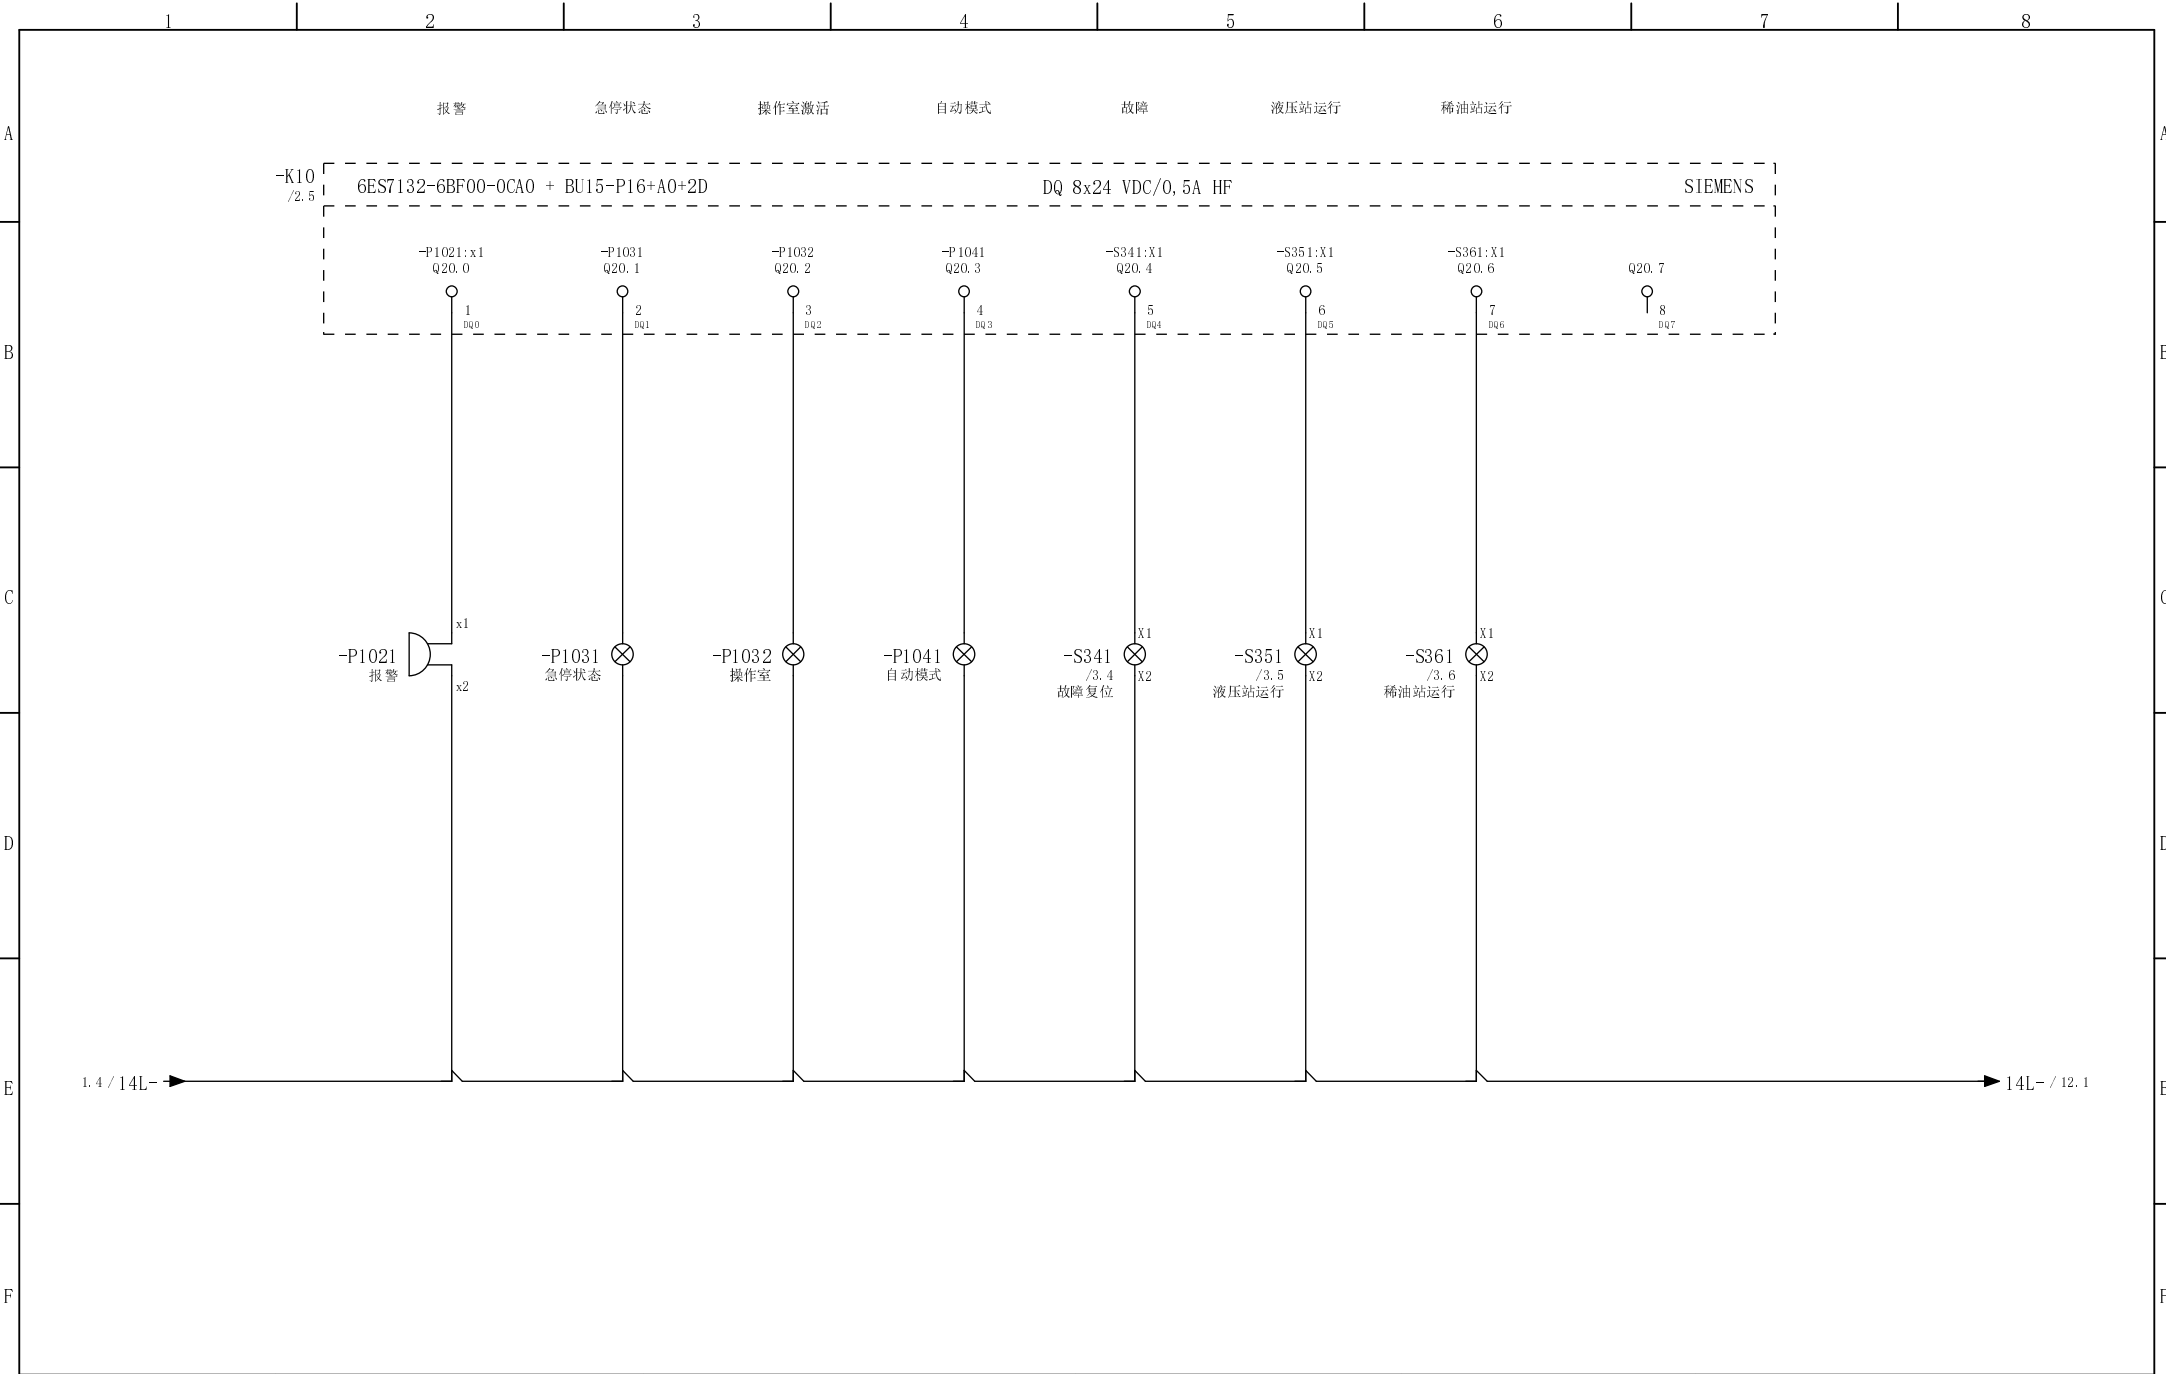 1 2 3 4 5 6 7 8
报警 急停状态 操作室激活 自动模式 故障 液压站运行 稀油站运行
A A
-K10 6ES7132-6BF00-0CA0 + BU15-P16+A0+2D DQ 8x24 VDC/0,5A HF SIEMENS
/2.5
-P1021:x1 -P1031 -P1032 -P1041 -S341:X1 -S351:X1 -S361:X1
Q20.0 Q20.1 Q20.2 Q20.3 Q20.4 Q20.5 Q20.6 Q20.7
1 2 3 4 5 6 7 8
DQ0 DQ1 DQ2 DQ3 DQ4 DQ5 DQ6 DQ7
B B
C C
x1 X1 X1 X1
-P1021 -P1031 -P1032 -P1041 -S341 -S351 -S361
报警 急停状态 操作室 自动模式 /3.4 X2 /3.5 X2 /3.6 X2
x2 故障复位 液压站运行 稀油站运行
D D
1.4 / 14L- 14L- / 12.1
E E
F F